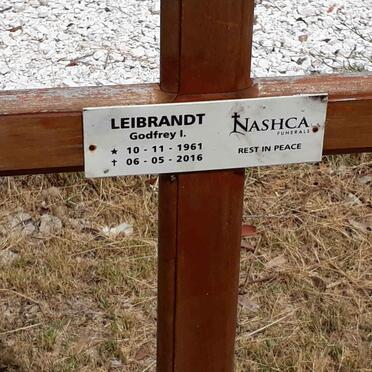 LEIBRANDT
Godfrey I.
★ 10 - 11 - 1961
† 06 - 05 - 2016
NASHCA
FUNERALS
REST IN PEACE